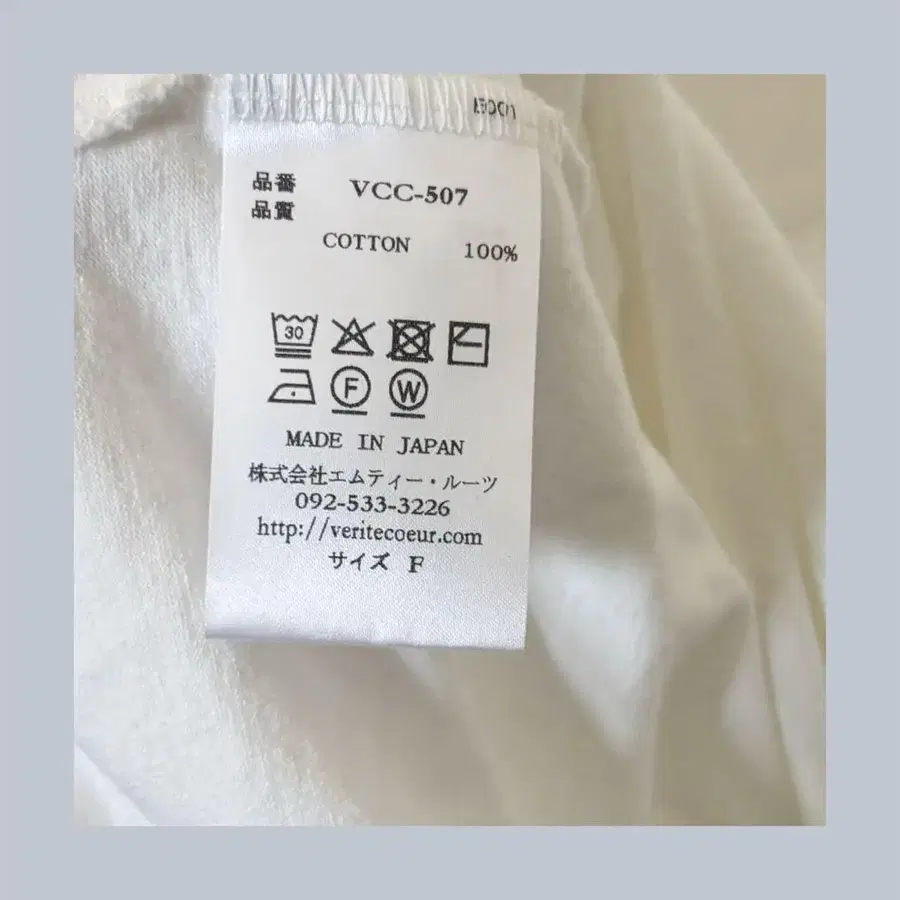 品番 VCC-507
品質
COTTON 100%
30
F W
MADE IN JAPAN
株式会社エムティー・ルーツ
092-533-3226
http://veritecoeur.com
サイズ F